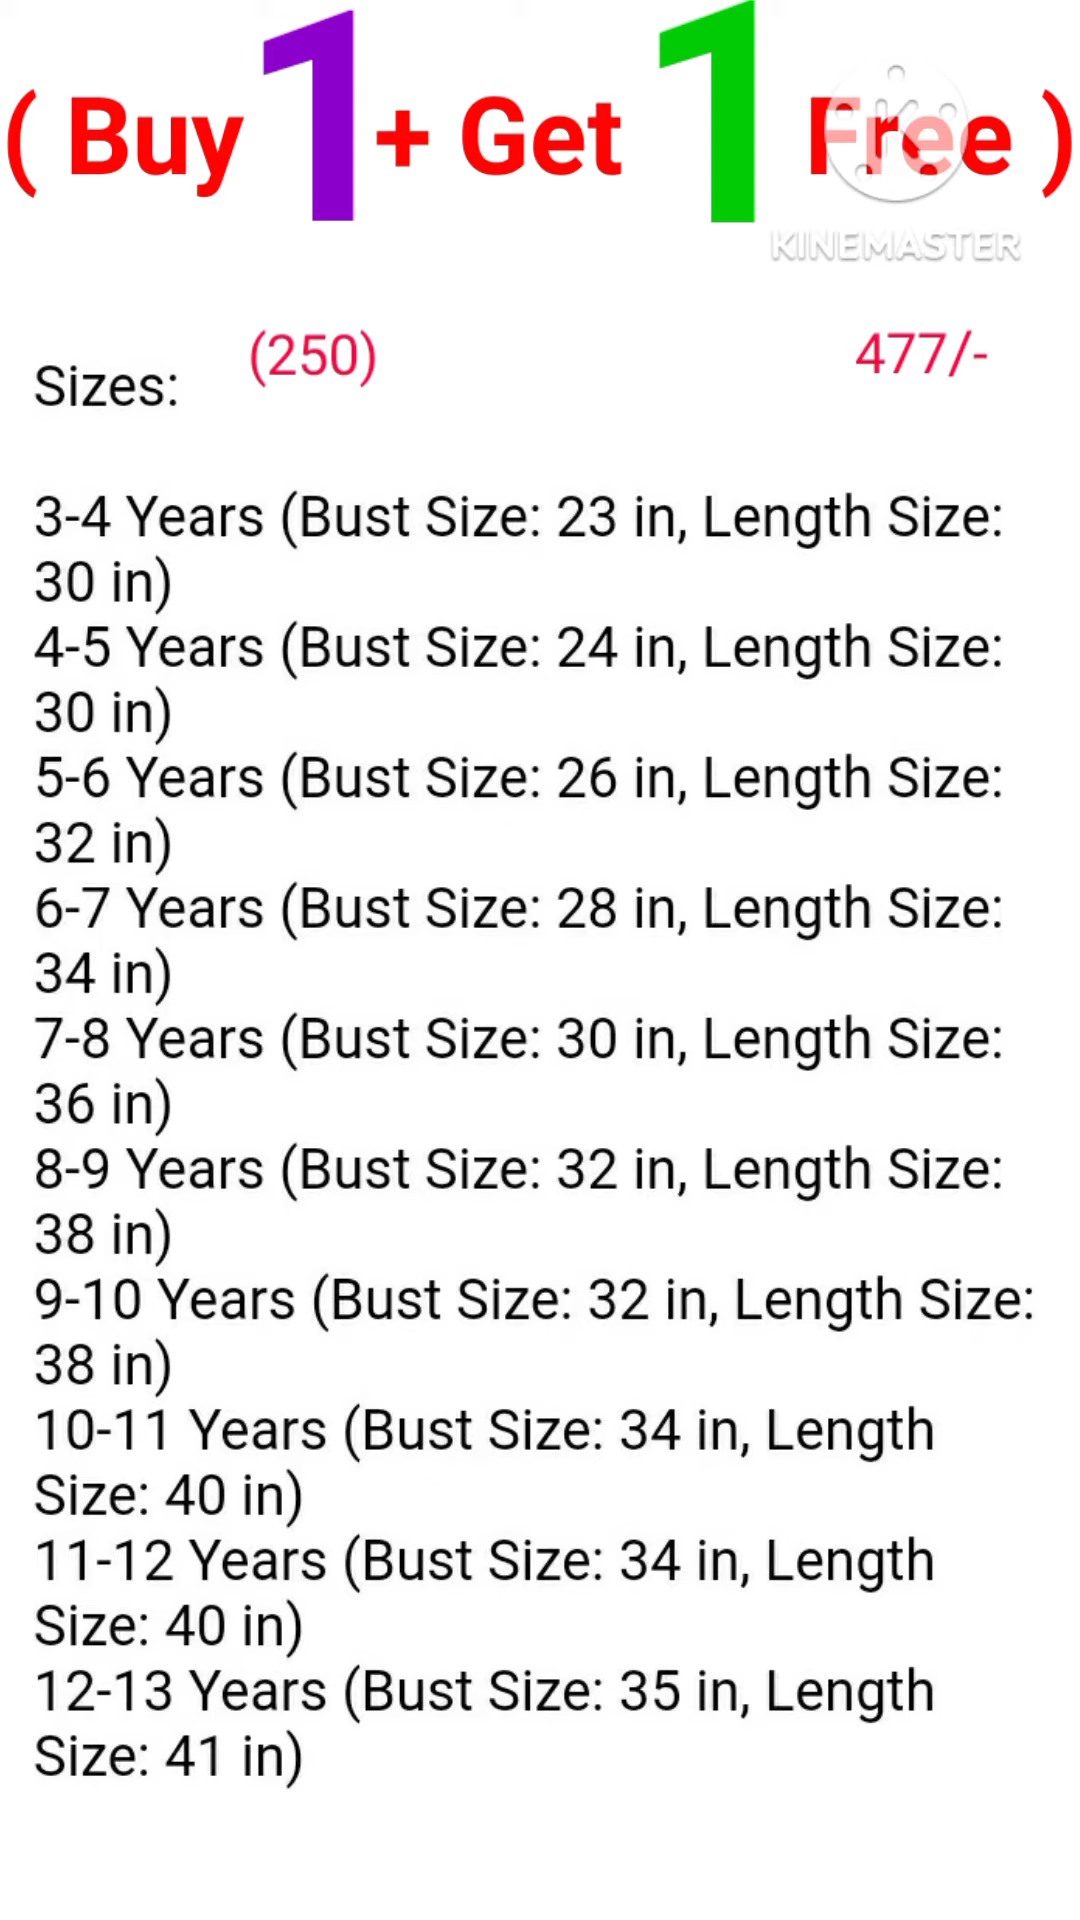 ( Buy 1 + Get 1 Free )
KINEMASTER
(250) 477/-
Sizes:
3-4 Years (Bust Size: 23 in, Length Size:
30 in)
4-5 Years (Bust Size: 24 in, Length Size:
30 in)
5-6 Years (Bust Size: 26 in, Length Size:
32 in)
6-7 Years (Bust Size: 28 in, Length Size:
34 in)
7-8 Years (Bust Size: 30 in, Length Size:
36 in)
8-9 Years (Bust Size: 32 in, Length Size:
38 in)
9-10 Years (Bust Size: 32 in, Length Size:
38 in)
10-11 Years (Bust Size: 34 in, Length
Size: 40 in)
11-12 Years (Bust Size: 34 in, Length
Size: 40 in)
12-13 Years (Bust Size: 35 in, Length
Size: 41 in)